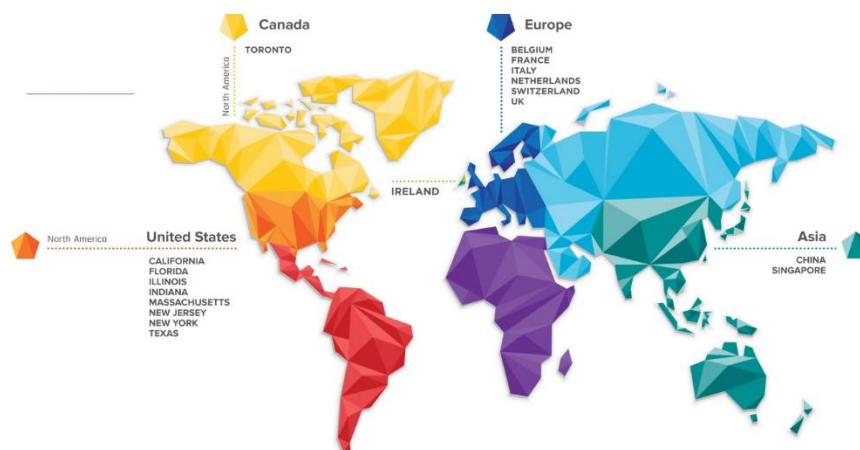 Canada
TORONTO
North America
Europe
BELGIUM
FRANCE
ITALY
NETHERLANDS
SWITZERLAND
UK
IRELAND
North America
United States
CALIFORNIA
FLORIDA
ILLINOIS
INDIANA
MASSACHUSETTS
NEW JERSEY
NEW YORK
TEXAS
Asia
CHINA
SINGAPORE